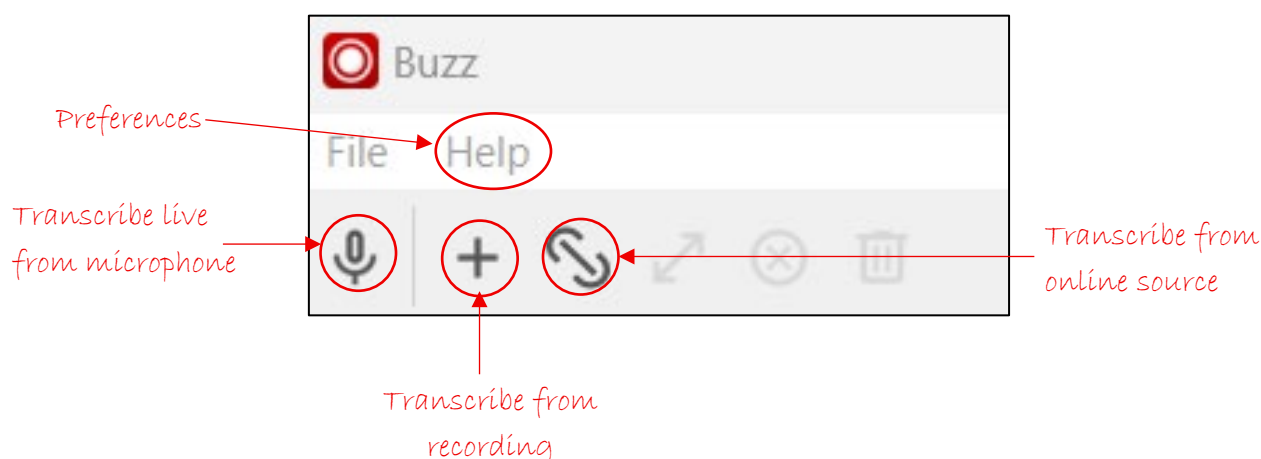 Buzz
Preferences
File Help
Transcribe live
from microphone
Transcribe from
online source
Transcribe from
recording